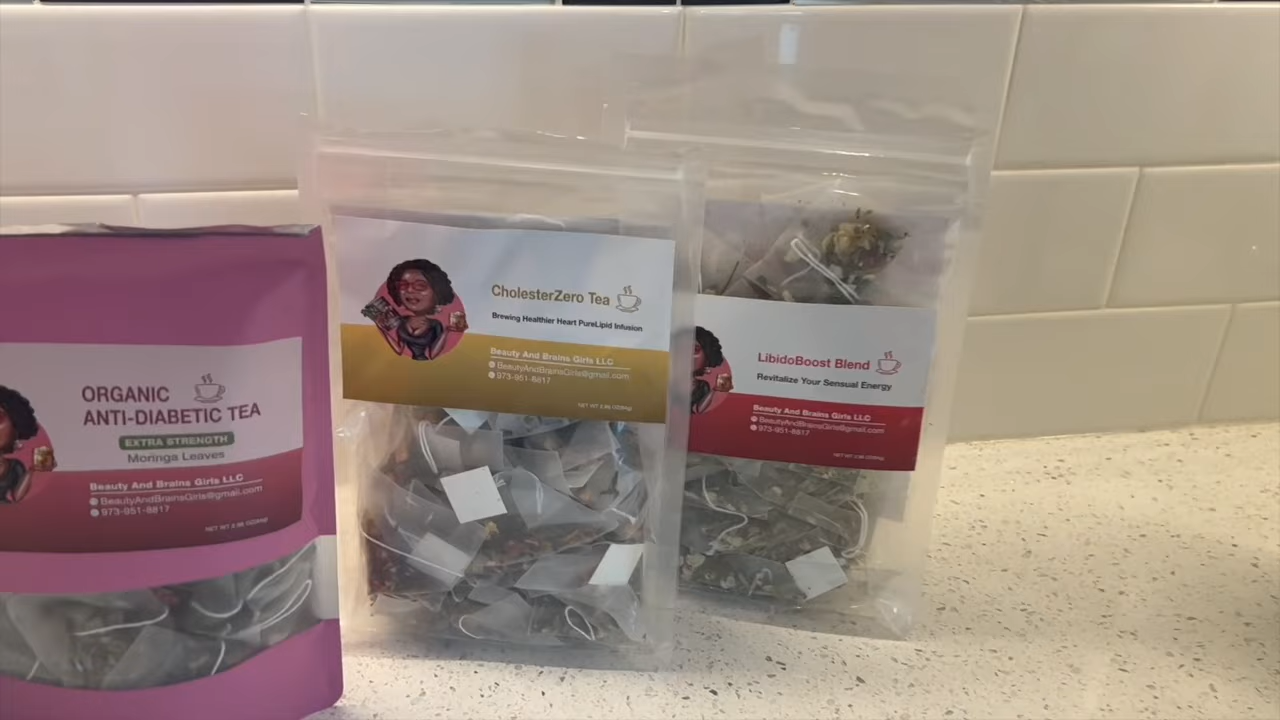 ORGANIC
ANTI-DIABETIC TEA
EXTRA STRENGTH
Moringa Leaves
Beauty And Brains Girls LLC
BeautyAndBrainsGirls@gmail.com
973-951-8817
CholesterZero Tea
Brewing Healthier Heart PureLipid Infusion
Beauty And Brains Girls LLC
BeautyAndBrainsGirls@gmail.com
973-951-8817
LibidoBoost Blend
Revitalize Your Sensual Energy
Beauty And Brains Girls LLC
BeautyAndBrainsGirls@gmail.com
973-951-8817